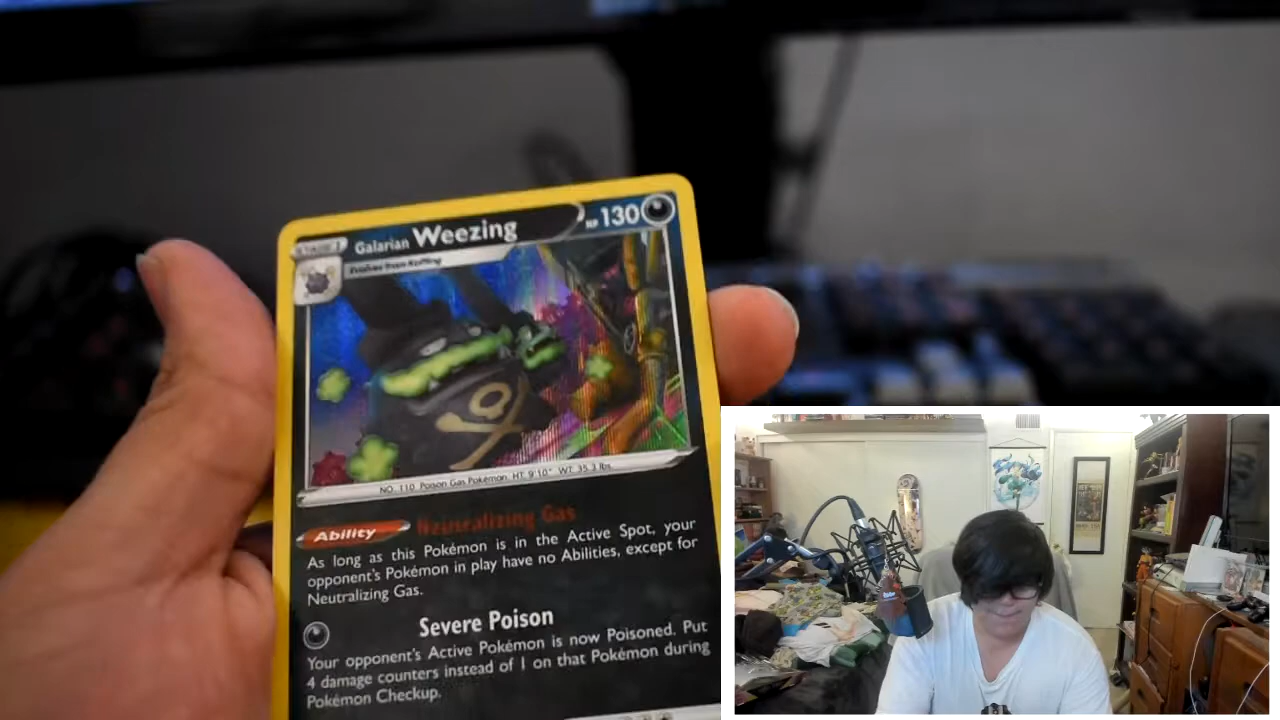 STAGE 1 Galarian Weezing HP 130
Evolves from Koffing
NO. 110 Poison Gas Pokémon HT: 9'10" WT: 35.3 lbs
Ability Neutralizing Gas
As long as this Pokémon is in the Active Spot, your
opponent's Pokémon in play have no Abilities, except for
Neutralizing Gas.
Severe Poison
Your opponent's Active Pokémon is now Poisoned. Put
4 damage counters instead of 1 on that Pokémon during
Pokémon Checkup.